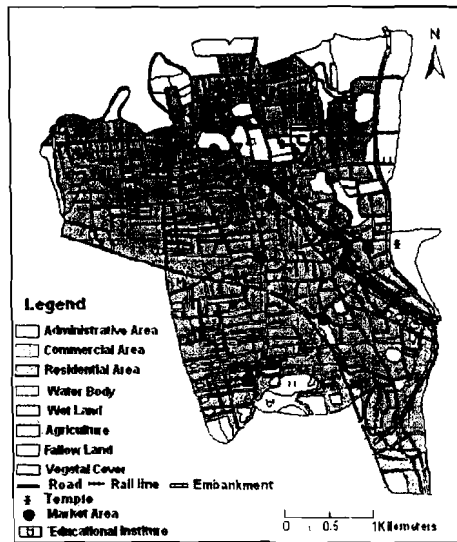 N
Legend
Administrative Area
Commercial Area
Residential Area
Water Body
Wet Land
Agriculture
Fallow Land
Vegetal Cover
Road Rail line Embankment
Temple
Market Area
Educational Institute
0 0.5 1 Kilometers